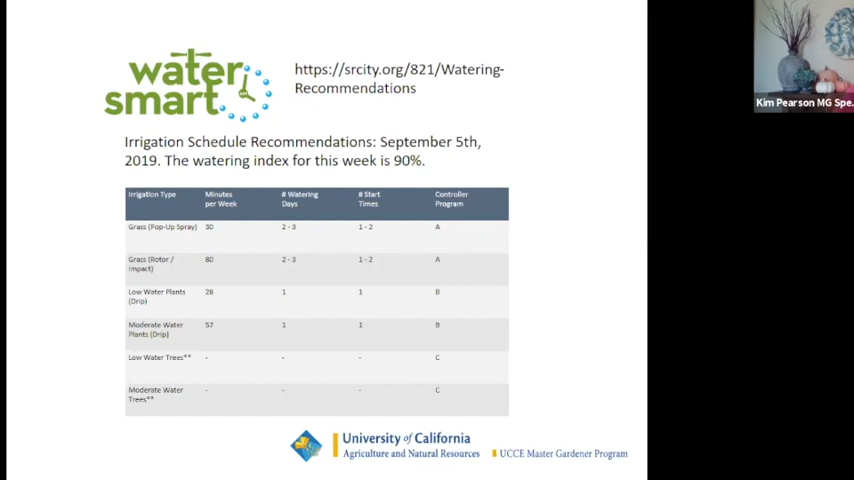 water
smart
AM
https://srcity.org/821/Watering-
Recommendations
Kim Pearson MG Spe...
Irrigation Schedule Recommendations: September 5th,
2019. The watering index for this week is 90%.
Irrigation Type Minutes per Week # Watering Days # Start Times Controller Program
Grass (Pop-Up Spray) 30 2 - 3 1 - 2 A
Grass (Rotor / Impact) 80 2 - 3 1 - 2 A
Low Water Plants (Drip) 28 1 1 B
Moderate Water Plants (Drip) 57 1 1 B
Low Water Trees** - - - C
Moderate Water Trees** - - - C
University of California
Agriculture and Natural Resources
UCCE Master Gardener Program